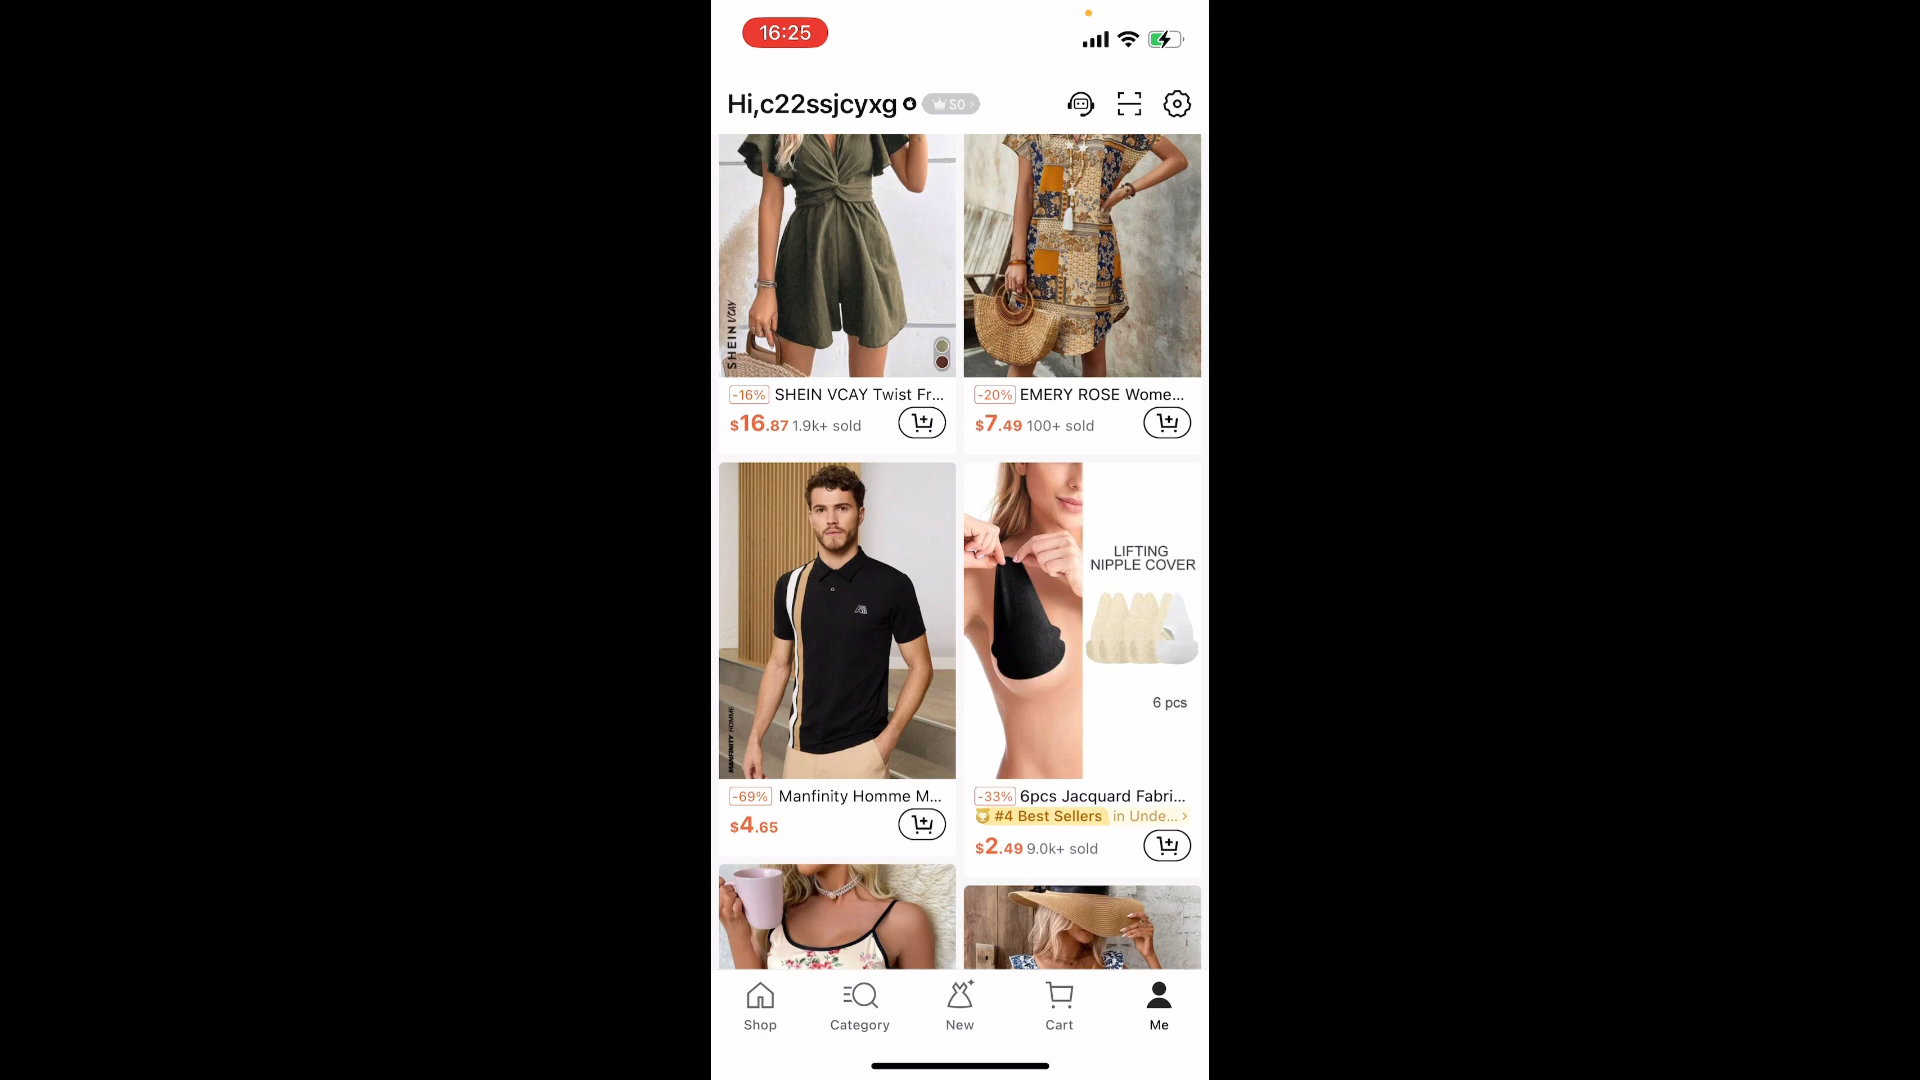 16:25
Hi,c22ssjcyxg
S0
SHEIN VCAY
-16% SHEIN VCAY Twist Fr...
$16.87 1.9k+ sold
-20% EMERY ROSE Wome...
$7.49 100+ sold
MANFINITY HOMME
LIFTING
NIPPLE COVER
6 pcs
-69% Manfinity Homme M...
$4.65
-33% 6pcs Jacquard Fabri...
#4 Best Sellers in Unde...
$2.49 9.0k+ sold
Shop
Category
New
Cart
Me